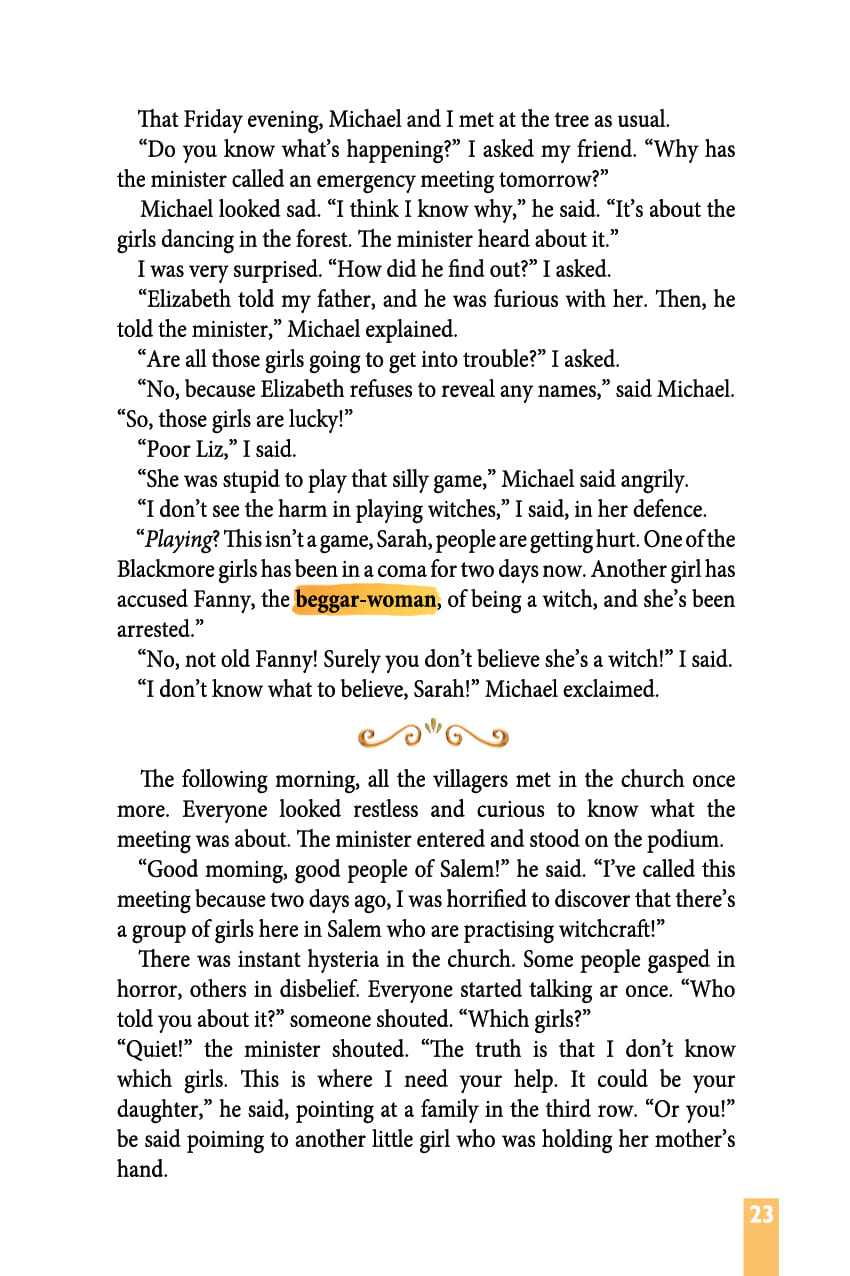 That Friday evening, Michael and I met at the tree as usual.
“Do you know what’s happening?” I asked my friend. “Why has
the minister called an emergency meeting tomorrow?”
Michael looked sad. “I think I know why,” he said. “It’s about the
girls dancing in the forest. The minister heard about it.”
I was very surprised. “How did he find out?” I asked.
“Elizabeth told my father, and he was furious with her. Then, he
told the minister,” Michael explained.
“Are all those girls going to get into trouble?” I asked.
“No, because Elizabeth refuses to reveal any names,” said Michael.
“So, those girls are lucky!”
“Poor Liz,” I said.
“She was stupid to play that silly game,” Michael said angrily.
“I don’t see the harm in playing witches,” I said, in her defence.
“Playing? This isn’t a game, Sarah, people are getting hurt. One of the
Blackmore girls has been in a coma for two days now. Another girl has
accused Fanny, the beggar-woman, of being a witch, and she’s been
arrested.”
“No, not old Fanny! Surely you don’t believe she’s a witch!” I said.
“I don’t know what to believe, Sarah!” Michael exclaimed.
The following morning, all the villagers met in the church once
more. Everyone looked restless and curious to know what the
meeting was about. The minister entered and stood on the podium.
“Good moming, good people of Salem!” he said. “I’ve called this
meeting because two days ago, I was horrified to discover that there’s
a group of girls here in Salem who are practising witchcraft!”
There was instant hysteria in the church. Some people gasped in
horror, others in disbelief. Everyone started talking ar once. “Who
told you about it?” someone shouted. “Which girls?”
“Quiet!” the minister shouted. “The truth is that I don’t know
which girls. This is where I need your help. It could be your
daughter,” he said, pointing at a family in the third row. “Or you!”
be said poiming to another little girl who was holding her mother’s
hand.
23